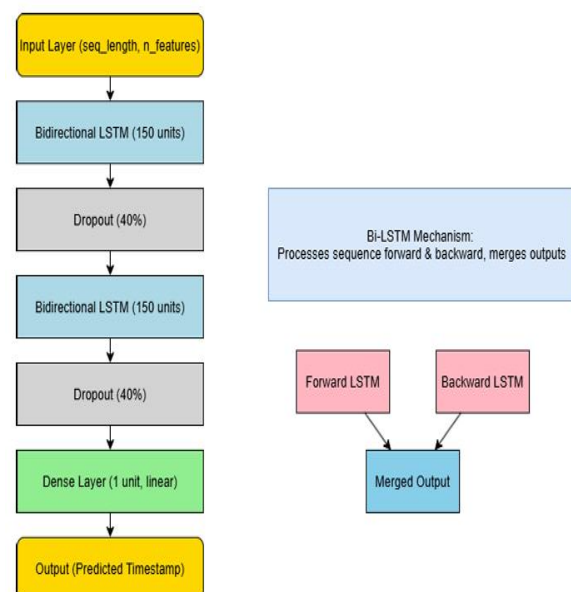 Input Layer (seq_length, n_features)
Bidirectional LSTM (150 units)
Dropout (40%)
Bidirectional LSTM (150 units)
Dropout (40%)
Dense Layer (1 unit, linear)
Output (Predicted Timestamp)
Bi-LSTM Mechanism:
Processes sequence forward & backward, merges outputs
Forward LSTM
Backward LSTM
Merged Output